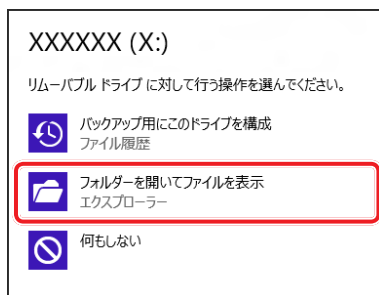 XXXXXX (X:)
リムーバブル ドライブ に対して行う操作を選んでください。
バックアップ用にこのドライブを構成
ファイル履歴
フォルダーを開いてファイルを表示
エクスプローラー
何もしない